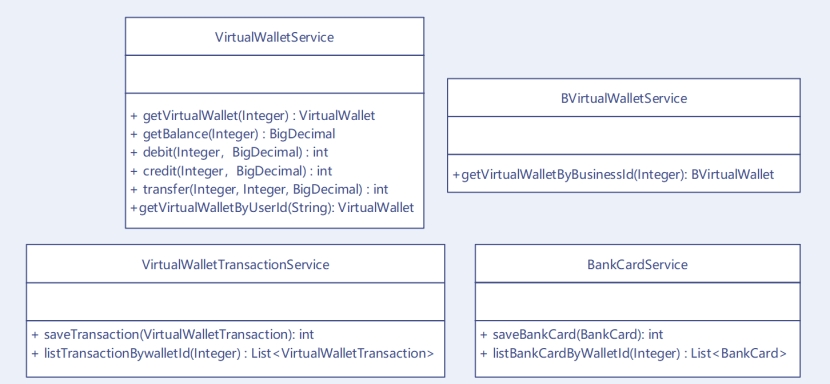 VirtualWalletService
+ getVirtualWallet(Integer) : VirtualWallet
+ getBalance(Integer) : BigDecimal
+ debit(Integer，BigDecimal) : int
+ credit(Integer，BigDecimal) : int
+ transfer(Integer, Integer, BigDecimal) : int
+getVirtualWalletByUserId(String): VirtualWallet
BVirtualWalletService
+getVirtualWalletByBusinessId(Integer): BVirtualWallet
VirtualWalletTransactionService
+ saveTransaction(VirtualWalletTransaction): int
+ listTransactionBywalletId(Integer) : List<VirtualWalletTransaction>
BankCardService
+ saveBankCard(BankCard): int
+ listBankCardByWalletId(Integer) : List<BankCard>